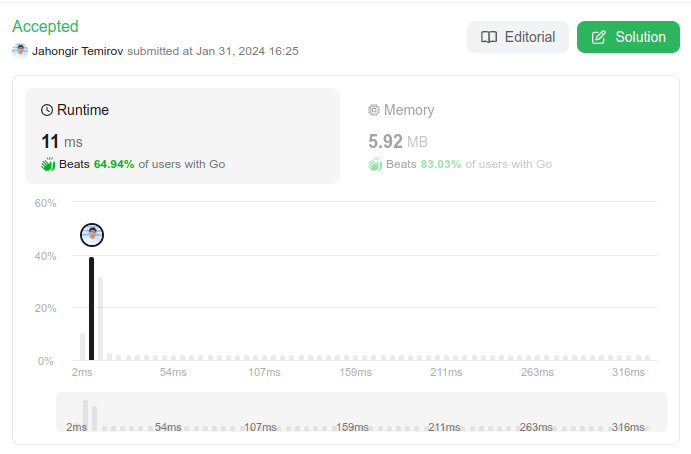 Accepted
Jahongir Temirov submitted at Jan 31, 2024 16:25
Editorial
Solution
Runtime
11 ms
Beats 64.94% of users with Go
Memory
5.92 MB
Beats 83.03% of users with Go
60%
40%
20%
0%
2ms 54ms 107ms 159ms 211ms 263ms 316ms
2ms 54ms 107ms 159ms 211ms 263ms 316ms